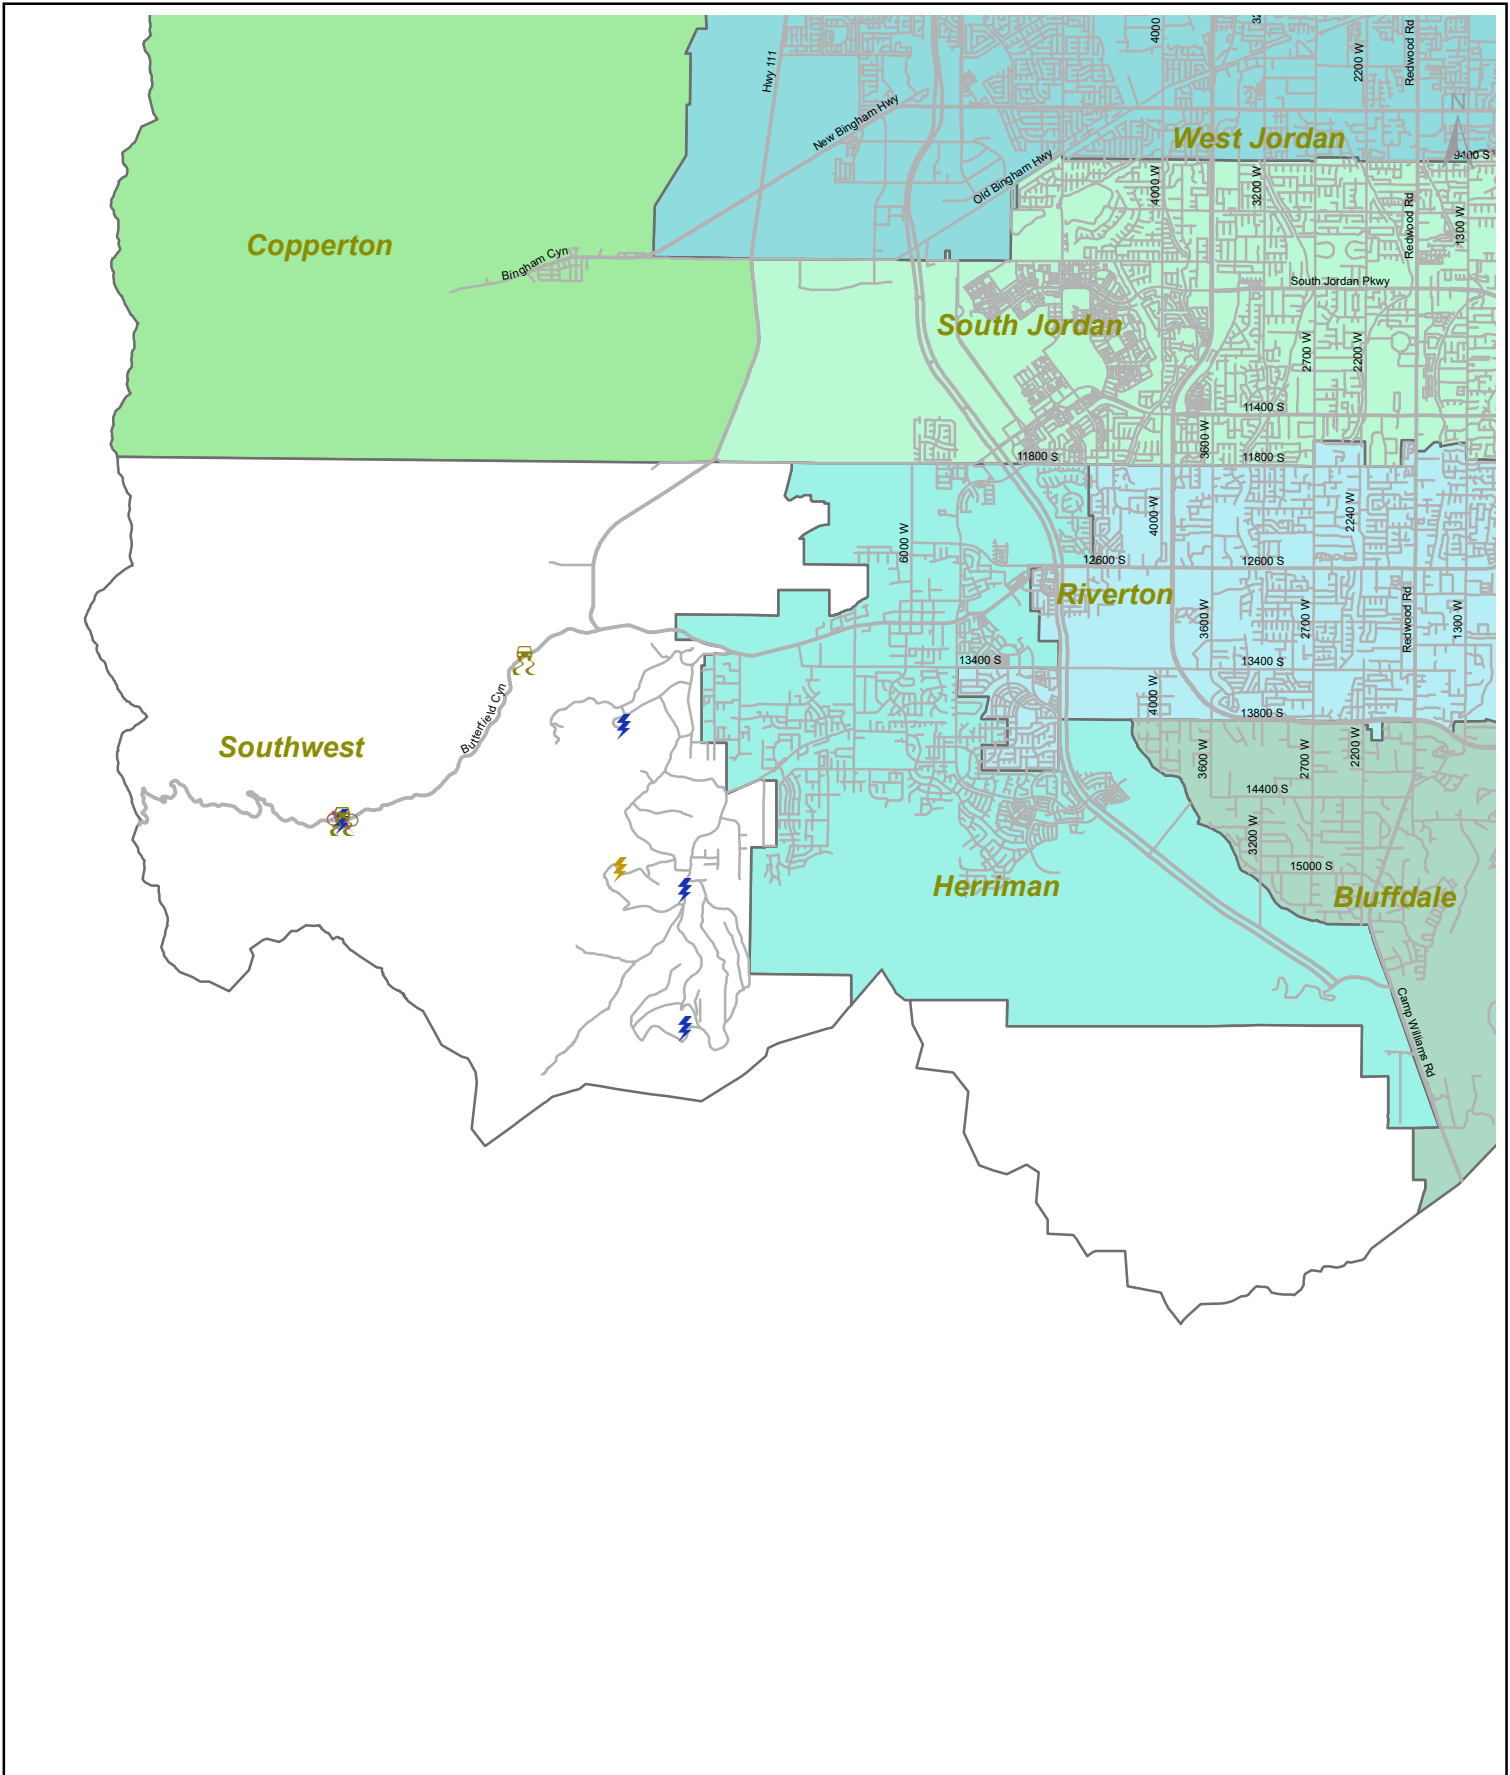 4000
32
2200 W
Redwood Rd
Hwy 111
New Bingham Hwy
N
West Jordan
Old Bingham Hwy
9400 S
4000 W
3200 W
Redwood Rd
1300 W
Copperton
Bingham Cyn
South Jordan Pkwy
South Jordan
2700 W
2200 W
11400 S
3600 W
11800 S
11800 S
6000 W
4000 W
2240 W
12600 S
12600 S
Riverton
3600 W
2700 W
Redwood Rd
1300 W
13400 S
13400 S
4000 W
13800 S
Butterfield Cyn
Southwest
3600 W
2700 W
2200 W
14400 S
3200 W
15000 S
Herriman
Bluffdale
Camp Williams Rd